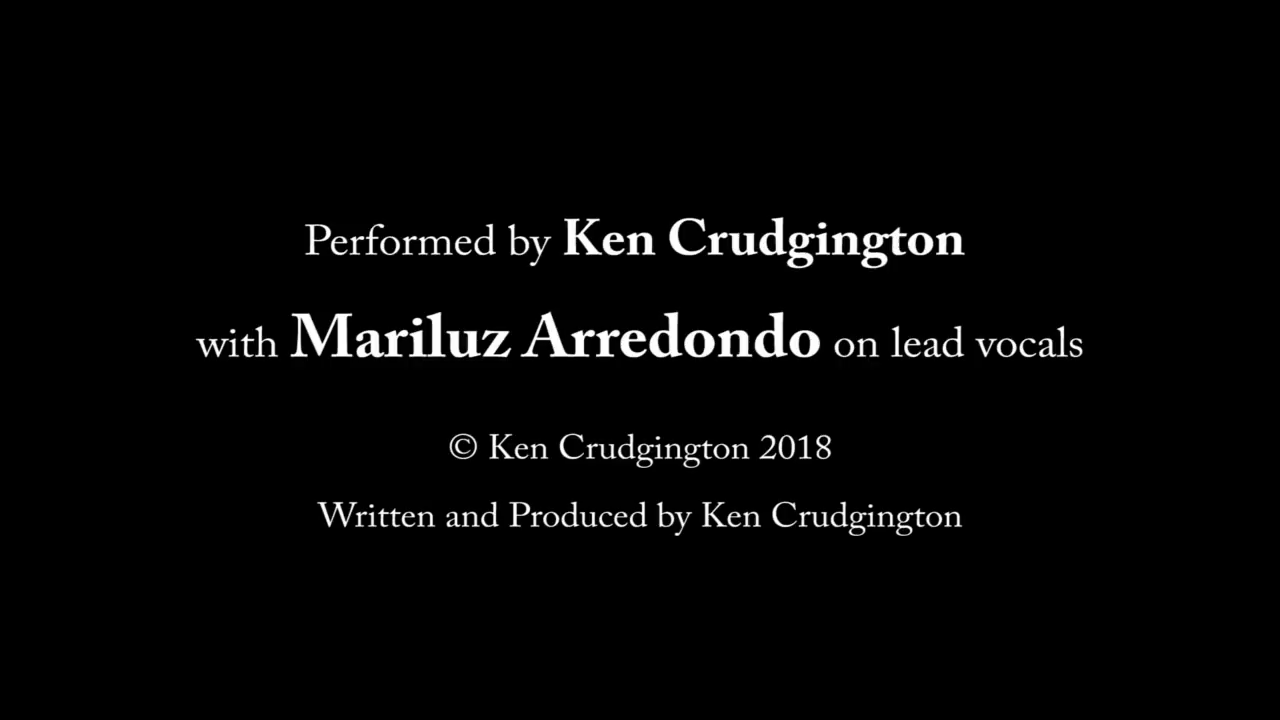 Performed by Ken Crudgington
with Mariluz Arredondo on lead vocals
© Ken Crudgington 2018
Written and Produced by Ken Crudgington